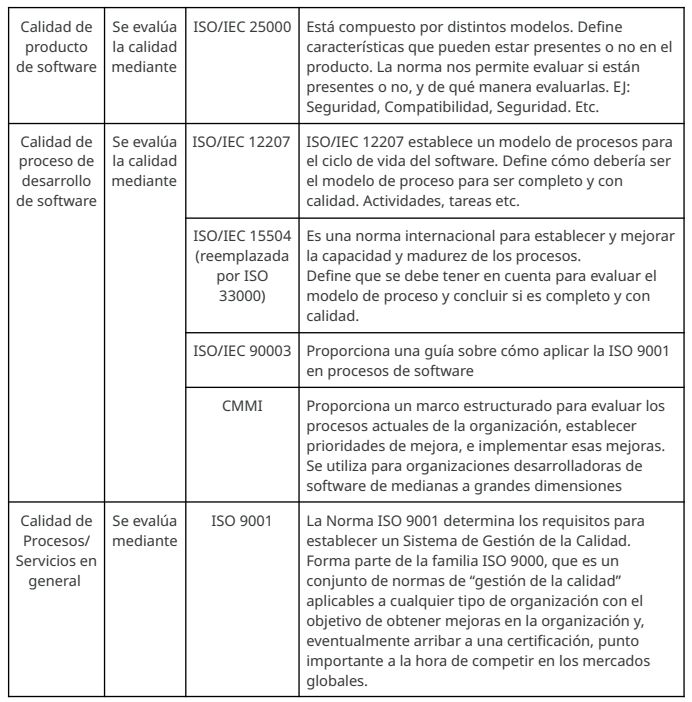 Calidad de
producto
de software
Se evalúa
la calidad
mediante
ISO/IEC 25000
Está compuesto por distintos modelos. Define
características que pueden estar presentes o no en el
producto. La norma nos permite evaluar si están
presentes o no, y de qué manera evaluarlas. EJ:
Seguridad, Compatibilidad, Seguridad. Etc.
Calidad de
proceso de
desarrollo
de software
Se evalúa
la calidad
mediante
ISO/IEC 12207
ISO/IEC 12207 establece un modelo de procesos para
el ciclo de vida del software. Define cómo debería ser
el modelo de proceso para ser completo y con
calidad. Actividades, tareas etc.
ISO/IEC 15504
(reemplazada
por ISO
33000)
Es una norma internacional para establecer y mejorar
la capacidad y madurez de los procesos.
Define que se debe tener en cuenta para evaluar el
modelo de proceso y concluir si es completo y con
calidad.
ISO/IEC 90003
Proporciona una guía sobre cómo aplicar la ISO 9001
en procesos de software
CMMI
Proporciona un marco estructurado para evaluar los
procesos actuales de la organización, establecer
prioridades de mejora, e implementar esas mejoras.
Se utiliza para organizaciones desarrolladoras de
software de medianas a grandes dimensiones
Calidad de
Procesos/
Servicios en
general
Se evalúa
mediante
ISO 9001
La Norma ISO 9001 determina los requisitos para
establecer un Sistema de Gestión de la Calidad.
Forma parte de la familia ISO 9000, que es un
conjunto de normas de “gestión de la calidad”
aplicables a cualquier tipo de organización con el
objetivo de obtener mejoras en la organización y,
eventualmente arribar a una certificación, punto
importante a la hora de competir en los mercados
globales.